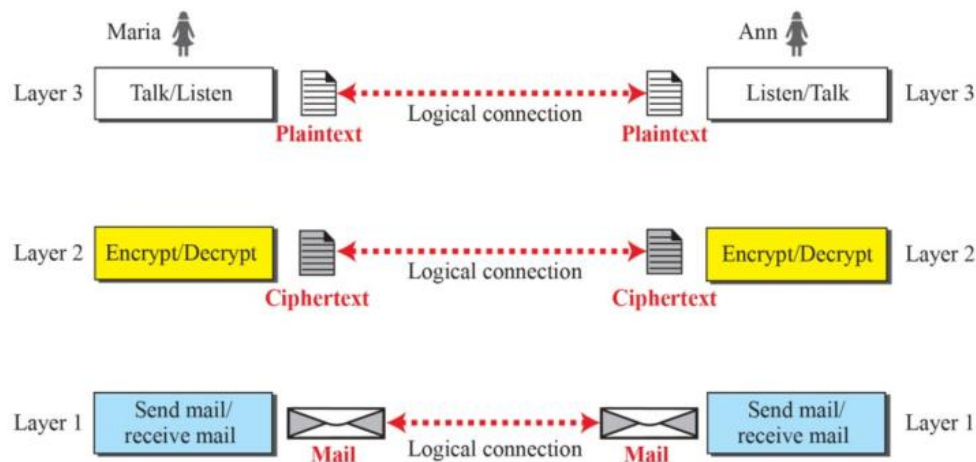 Maria
Ann
Layer 3
Talk/Listen
Plaintext
Logical connection
Plaintext
Listen/Talk
Layer 3
Layer 2
Encrypt/Decrypt
Ciphertext
Logical connection
Ciphertext
Encrypt/Decrypt
Layer 2
Layer 1
Send mail/
receive mail
Mail
Logical connection
Mail
Send mail/
receive mail
Layer 1